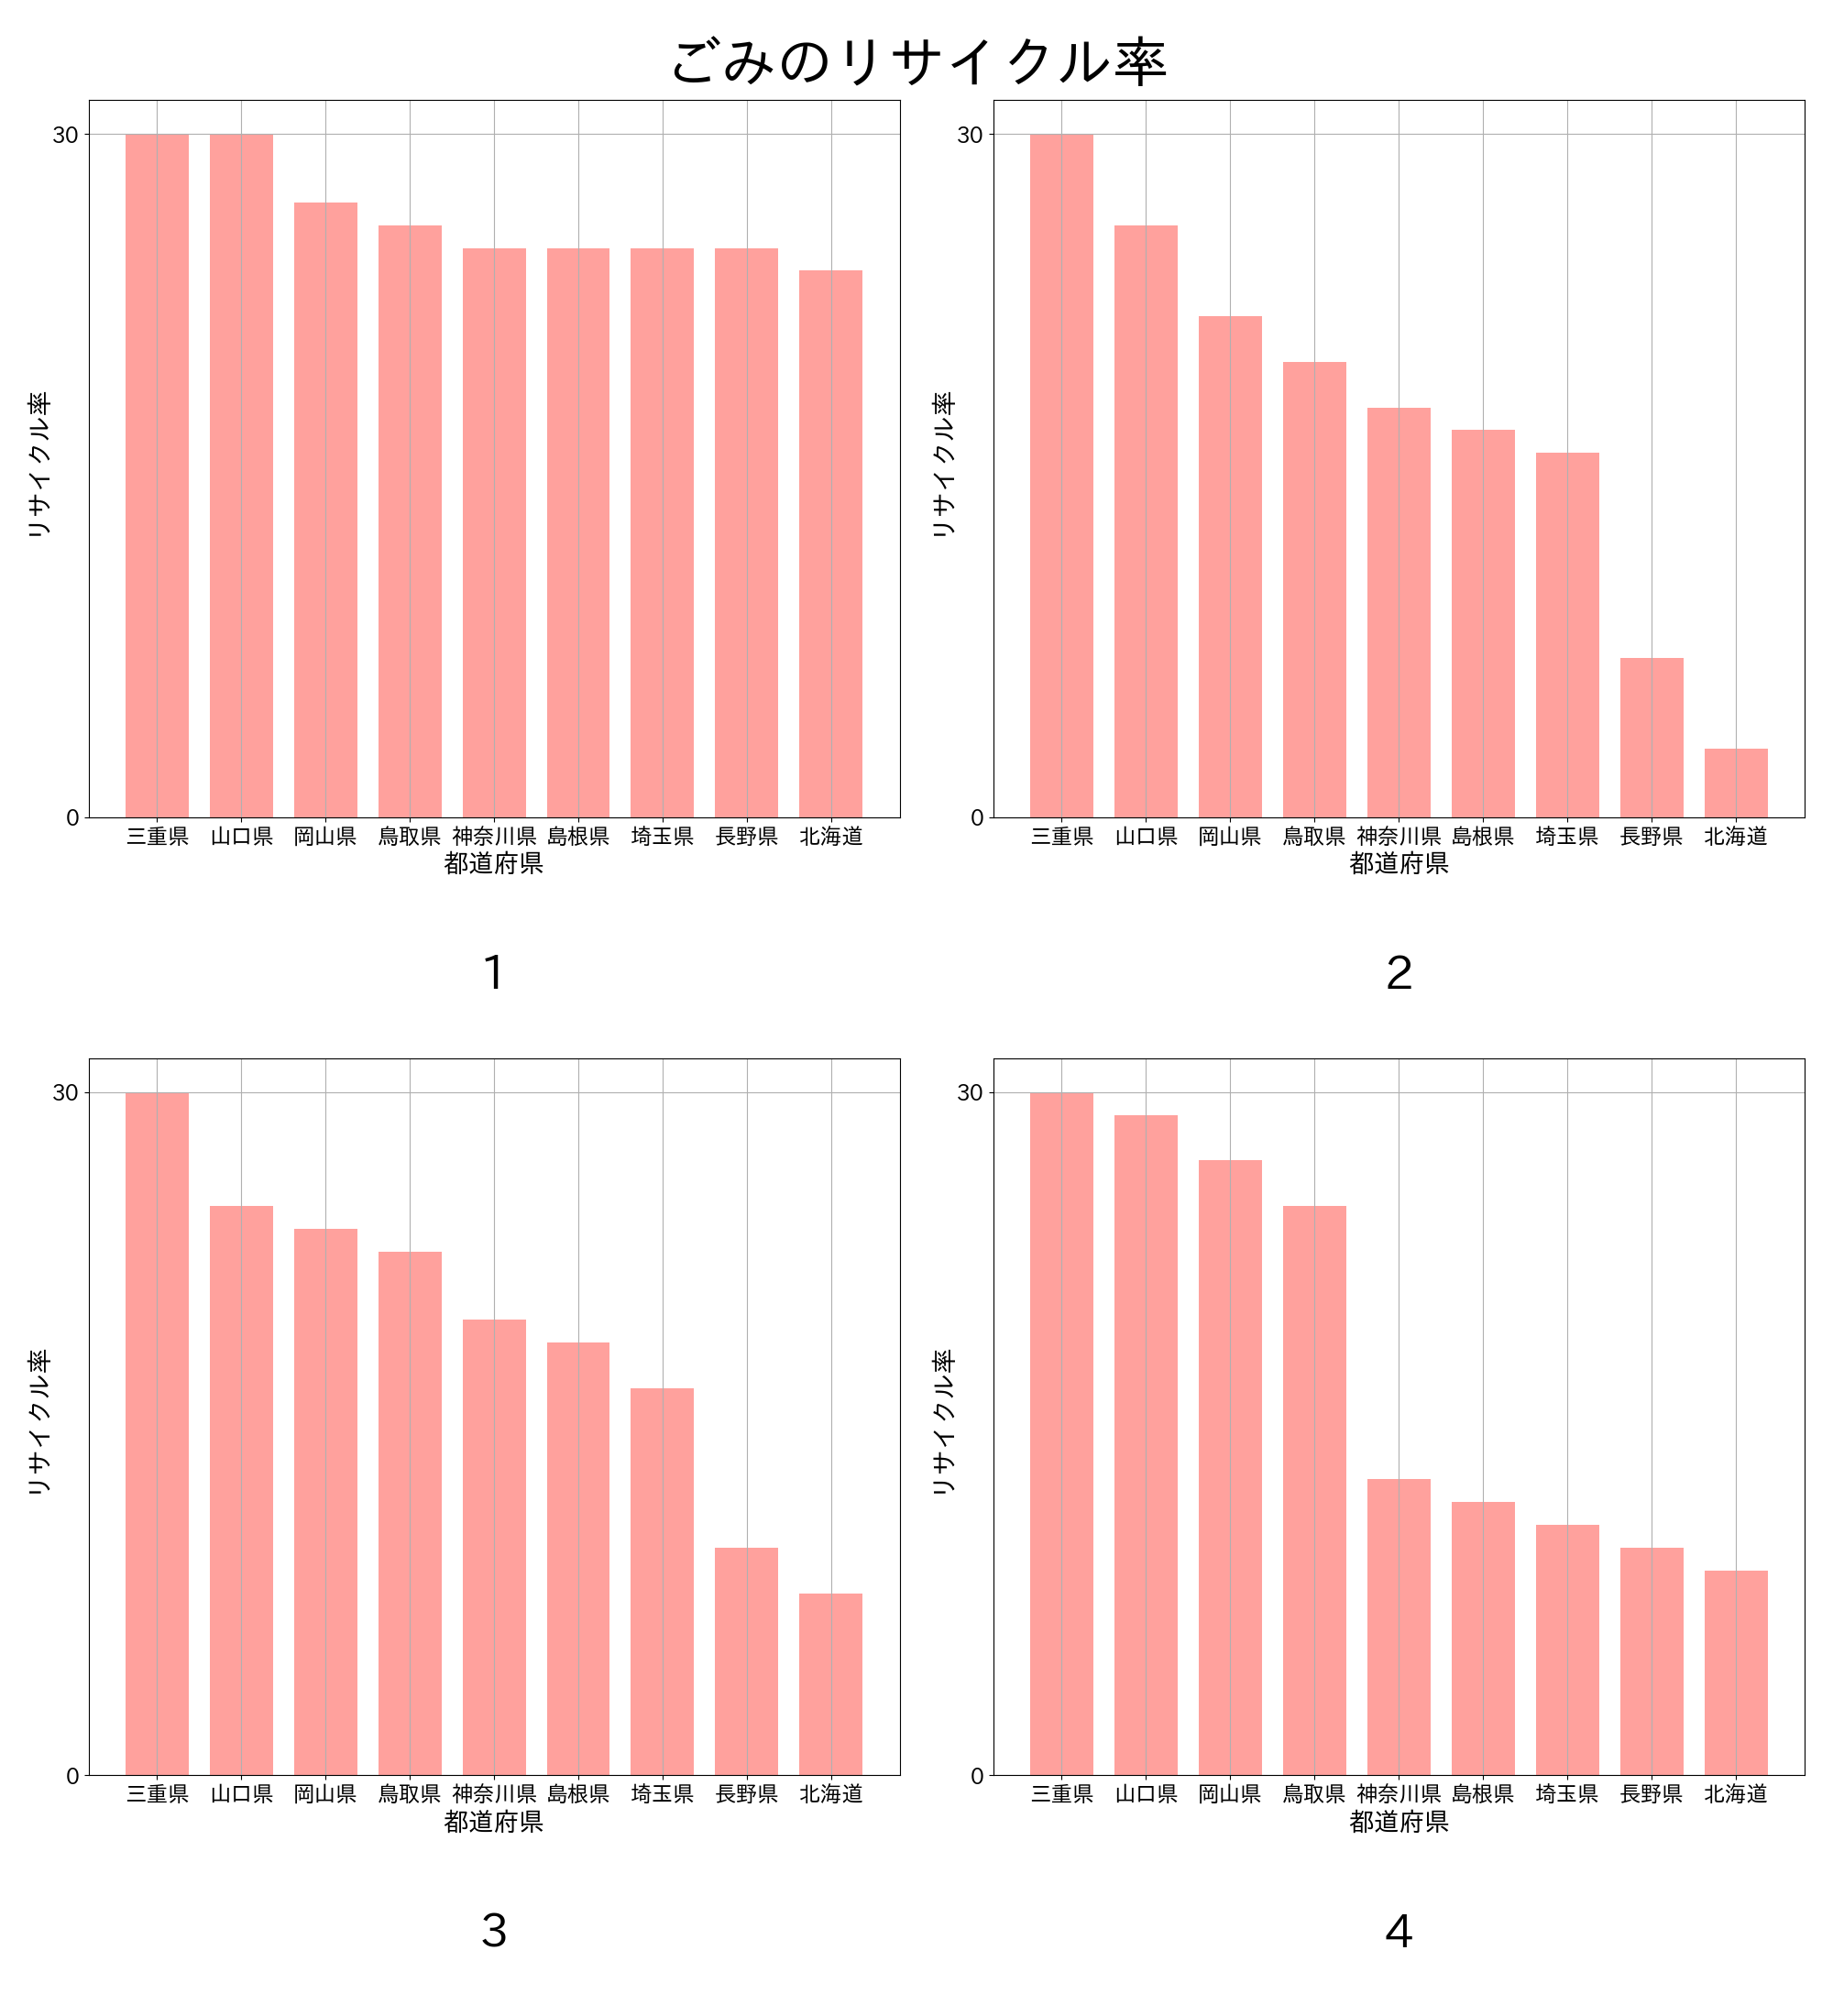 ごみのリサイクル率
30
0
リサイクル率
三重県 山口県 岡山県 鳥取県 神奈川県 島根県 埼玉県 長野県 北海道
都道府県
1
30
0
リサイクル率
三重県 山口県 岡山県 鳥取県 神奈川県 島根県 埼玉県 長野県 北海道
都道府県
2
30
0
リサイクル率
三重県 山口県 岡山県 鳥取県 神奈川県 島根県 埼玉県 長野県 北海道
都道府県
3
30
0
リサイクル率
三重県 山口県 岡山県 鳥取県 神奈川県 島根県 埼玉県 長野県 北海道
都道府県
4